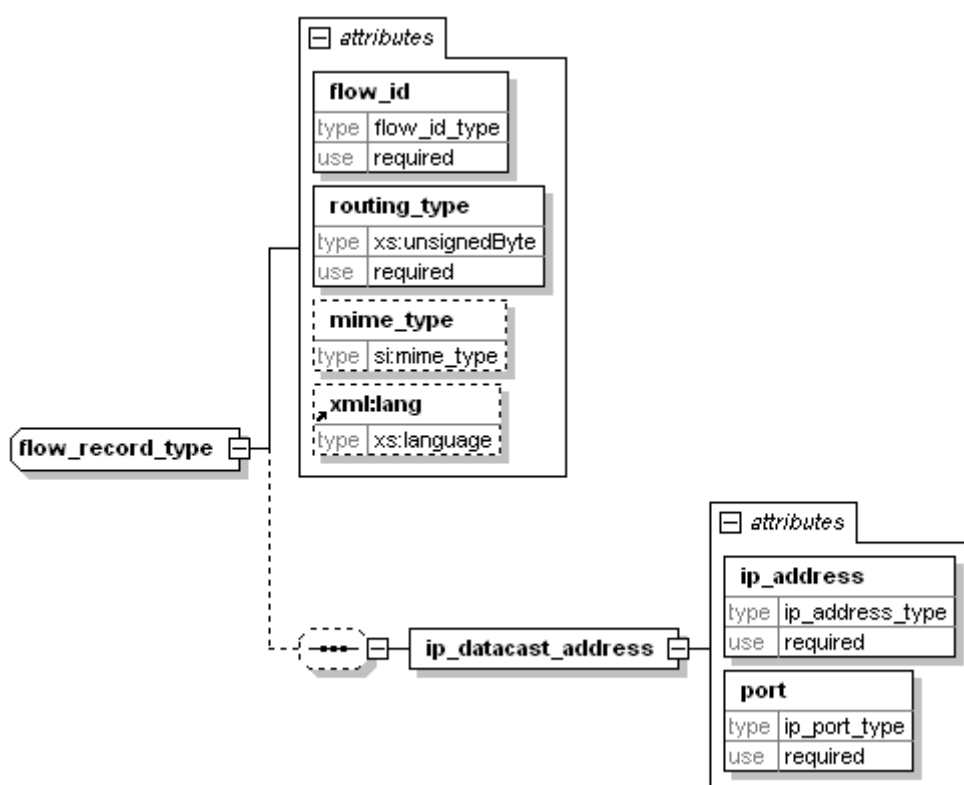 attributes
flow_id
type flow_id_type
use required
routing_type
type xs:unsignedByte
use required
mime_type
type si:mime_type
xml:lang
type xs:language
flow_record_type
attributes
ip_address
type ip_address_type
use required
ip_datacast_address
port
type ip_port_type
use required